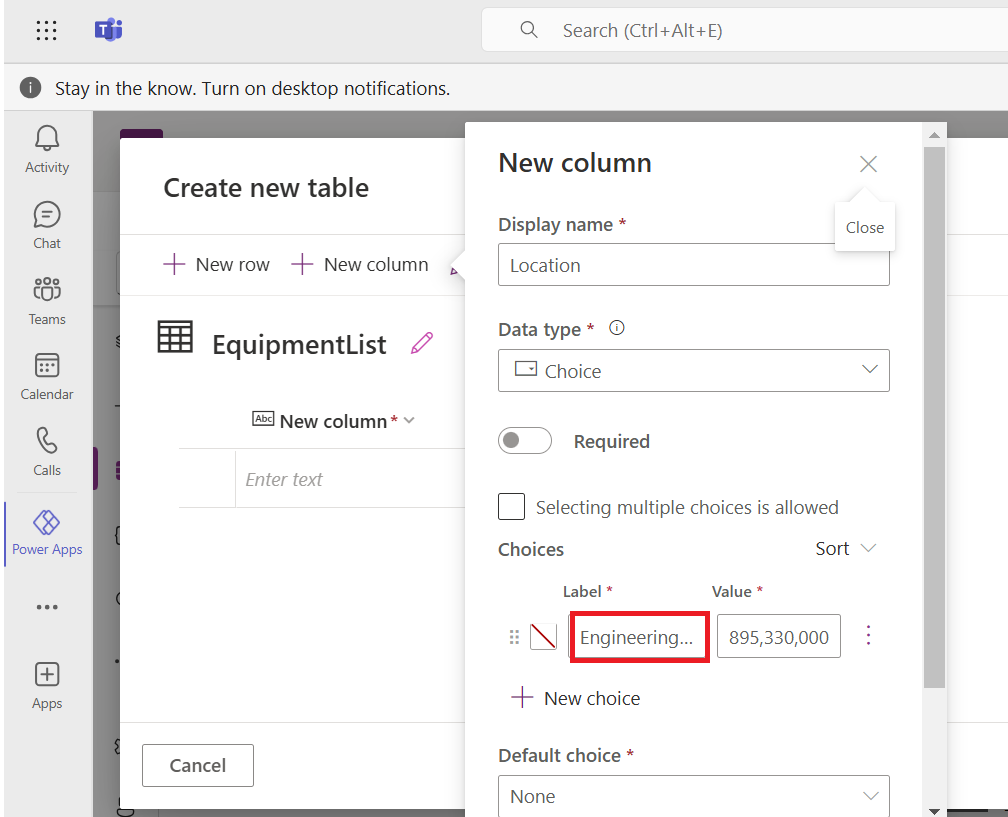 Search (Ctrl+Alt+E)
Stay in the know. Turn on desktop notifications.
Activity
Chat
Teams
Calendar
Calls
Power Apps
Apps
Create new table
New row
New column
EquipmentList
Abc New column *
Enter text
Cancel
New column
Close
Display name *
Location
Data type *
Choice
Required
Selecting multiple choices is allowed
Choices
Sort
Label * Value *
Engineering... 895,330,000
New choice
Default choice *
None